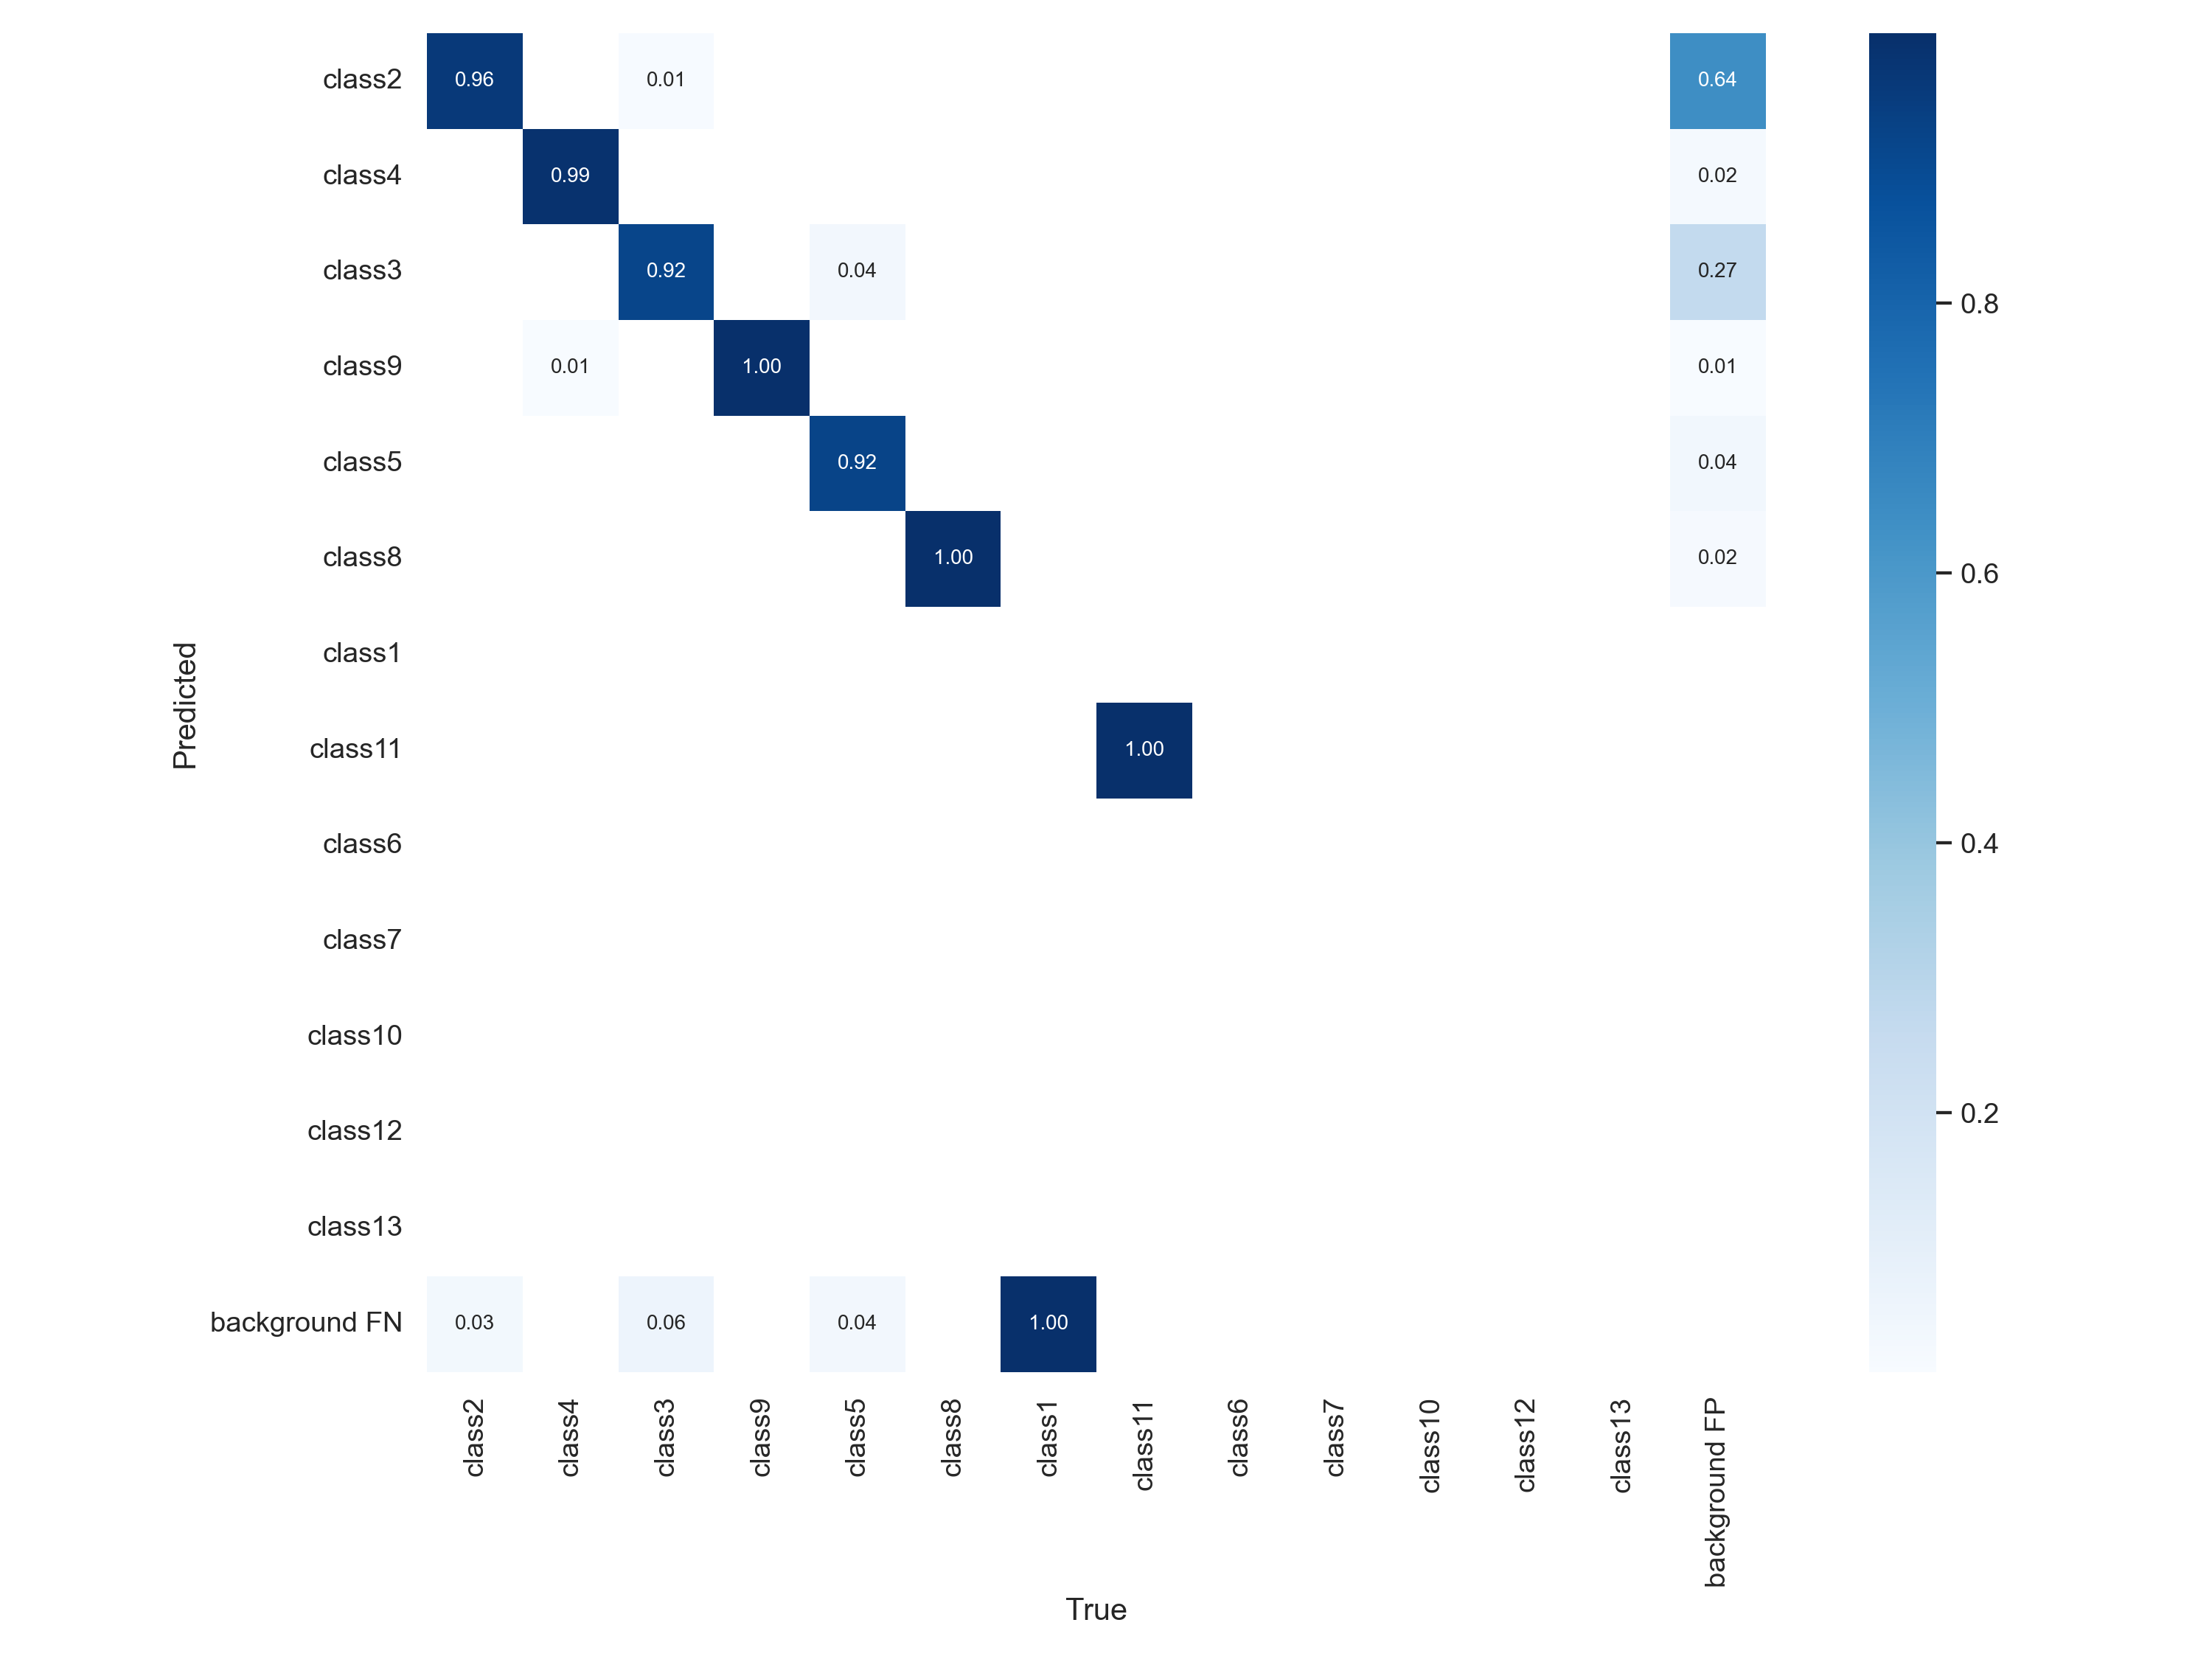 class2 0.96 0.01 0.64
class4 0.99 0.02
class3 0.92 0.04 0.27
0.8
class9 0.01 1.00 0.01
class5 0.92 0.04
class8 1.00 0.02
0.6
class1
Predicted
class11 1.00
class6
0.4
class7
class10
class12
0.2
class13
background FN 0.03 0.06 0.04 1.00
class2 class4 class3 class9 class5 class8 class1 class11 class6 class7 class10 class12 class13 background FP
True